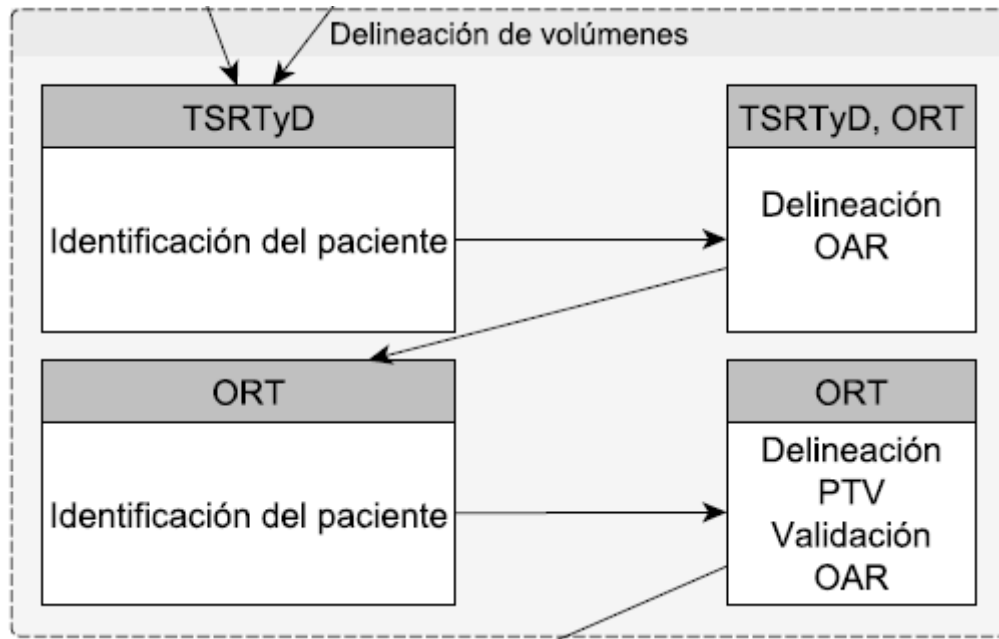 Delineación de volúmenes
TSRTyD
Identificación del paciente
TSRTyD, ORT
Delineación
OAR
ORT
Identificación del paciente
ORT
Delineación
PTV
Validación
OAR